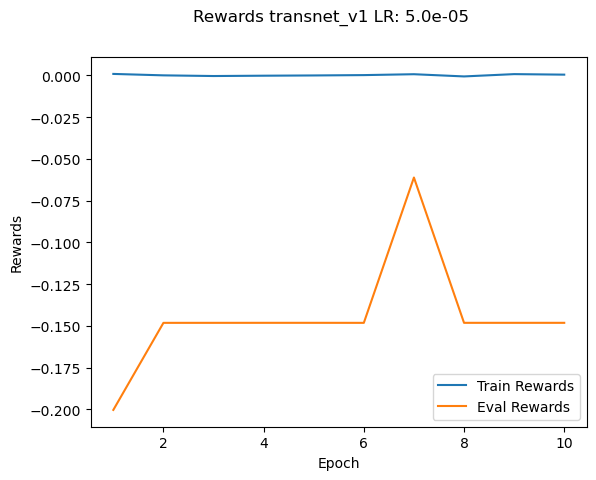 Rewards transnet_v1 LR: 5.0e-05
0.000
−0.025
−0.050
−0.075
−0.100
−0.125
−0.150
−0.175
−0.200
Rewards
2
4
6
8
10
Epoch
Train Rewards
Eval Rewards